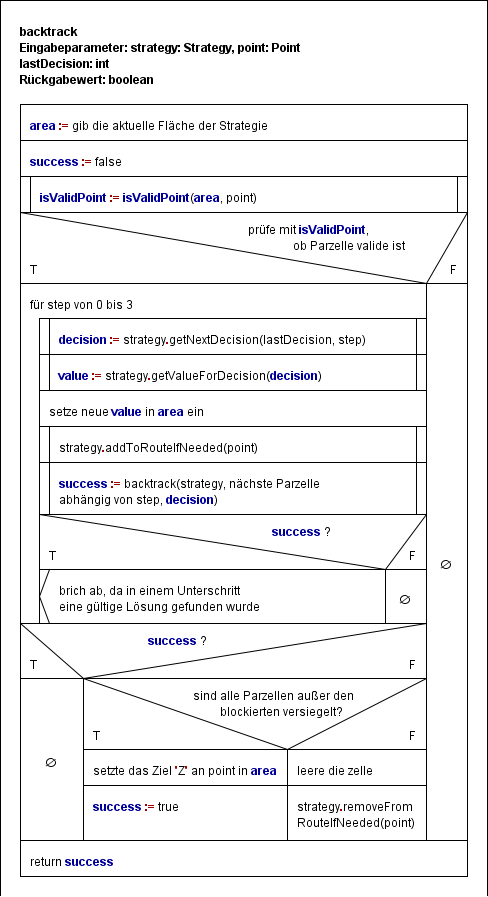 backtrack
Eingabeparameter: strategy: Strategy, point: Point
lastDecision: int
Rückgabewert: boolean
area := gib die aktuelle Fläche der Strategie
success := false
isValidPoint := isValidPoint(area, point)
prüfe mit isValidPoint,
ob Parzelle valide ist
T F
für step von 0 bis 3
decision := strategy.getNextDecision(lastDecision, step)
value := strategy.getValueForDecision(decision)
setze neue value in area ein
strategy.addToRouteIfNeeded(point)
success := backtrack(strategy, nächste Parzelle
abhängig von step, decision)
success ?
T F
∅
brich ab, da in einem Unterschritt
eine gültige Lösung gefunden wurde
∅
success ?
T F
sind alle Parzellen außer den
blockierten versiegelt?
T F
∅
setzte das Ziel 'Z' an point in area
success := true
leere die zelle
strategy.removeFrom
RouteIfNeeded(point)
return success